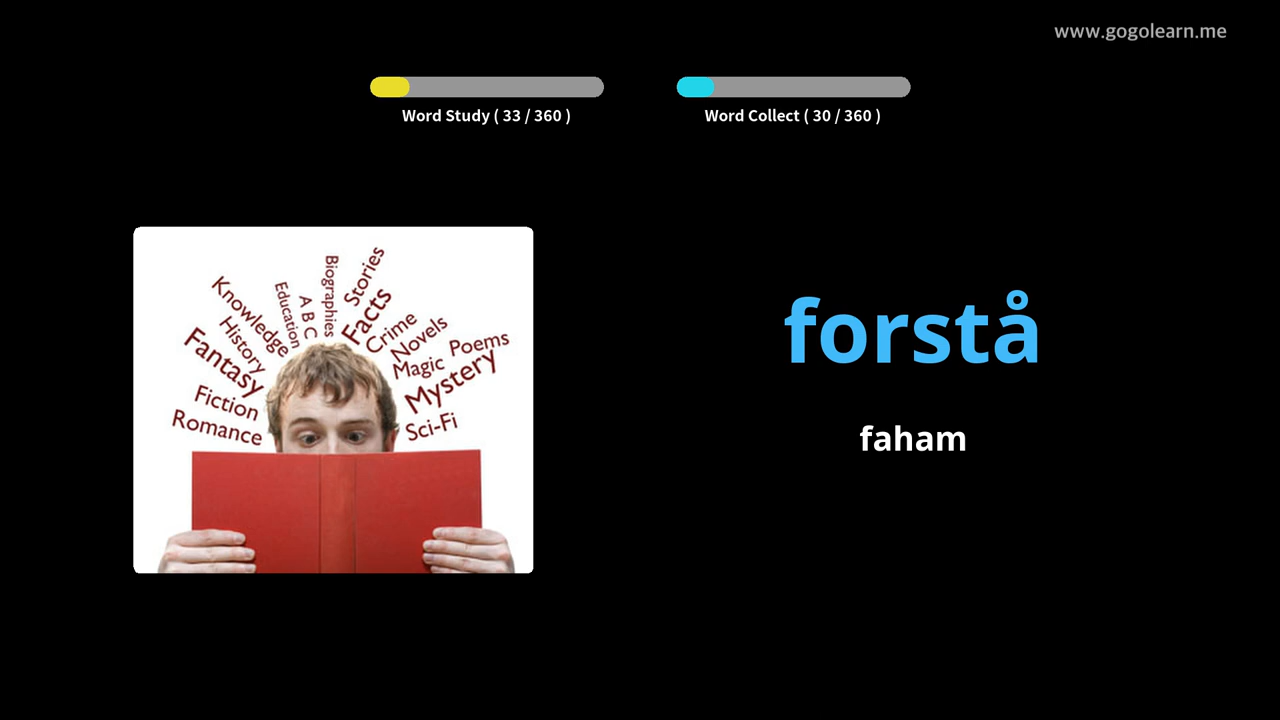 www.gogolearn.me
Word Study ( 33 / 360 )
Word Collect ( 30 / 360 )
Knowledge
History
Fantasy
Fiction
Romance
Education
A B C
Biographies
Stories
Facts
Crime
Novels
Magic
Poems
Mystery
Sci-Fi
forstå
faham